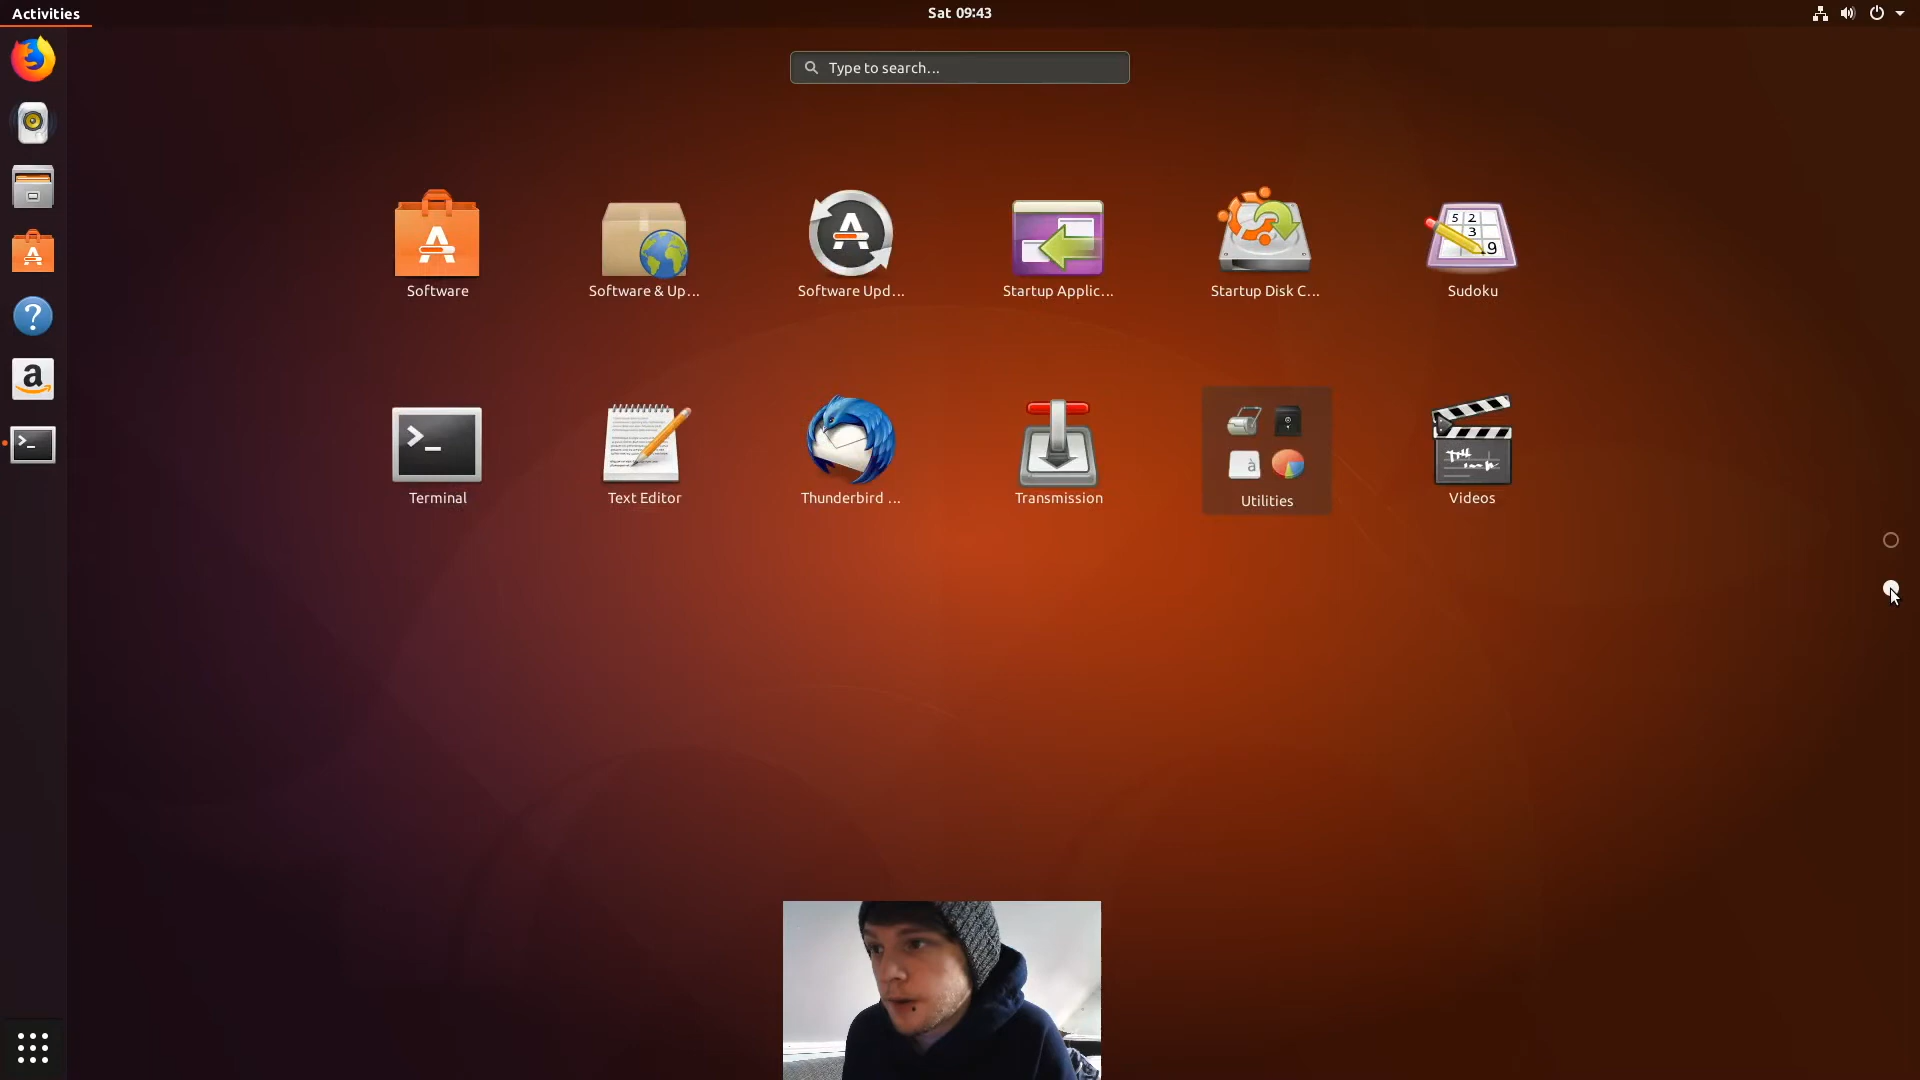 Activities
Sat 09:43
Type to search...
Software
Software & Up...
Software Upd...
Startup Applic...
Startup Disk C...
Sudoku
Terminal
Text Editor
Thunderbird ...
Transmission
Utilities
Videos